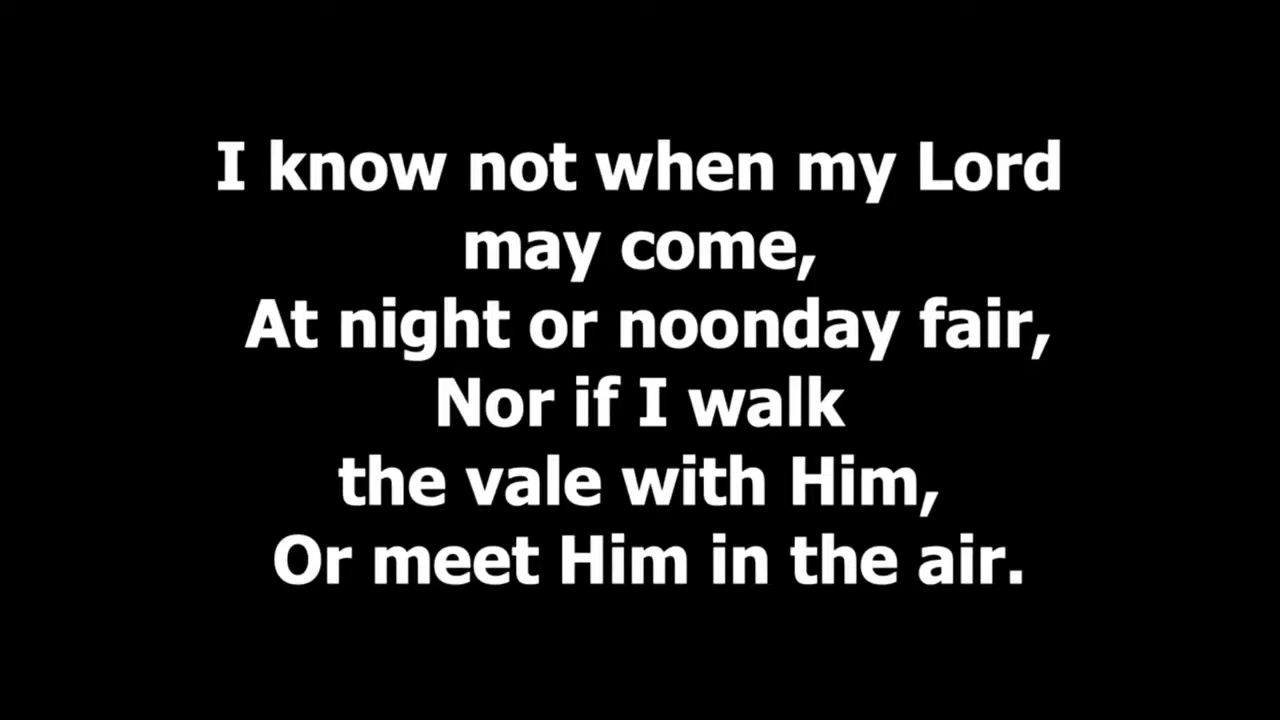 I know not when my Lord
may come,
At night or noonday fair,
Nor if I walk
the vale with Him,
Or meet Him in the air.